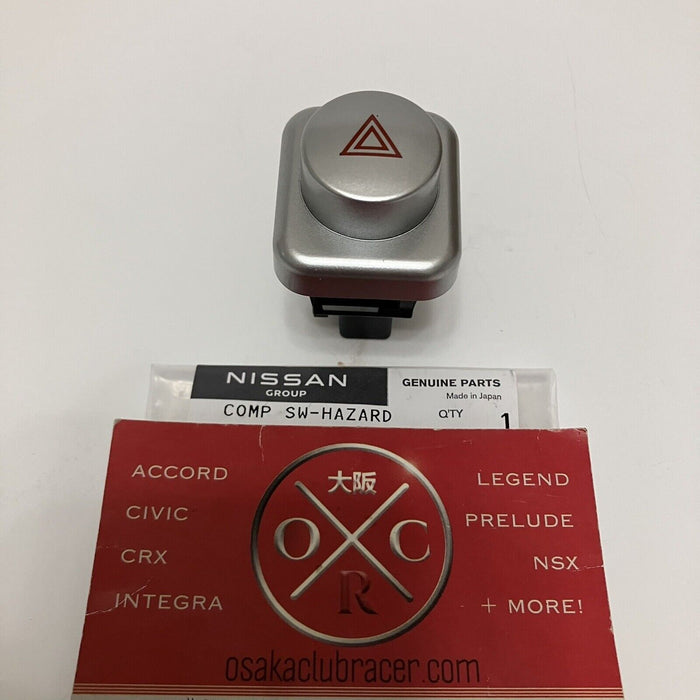 NISSAN
GROUP
GENUINE PARTS
Made in Japan
COMP SW-HAZARD
Q'TY 1
大阪
O C
R
ACCORD
CIVIC
CRX
INTEGRA
LEGEND
PRELUDE
NSX
+ MORE!
osakaclubracer.com